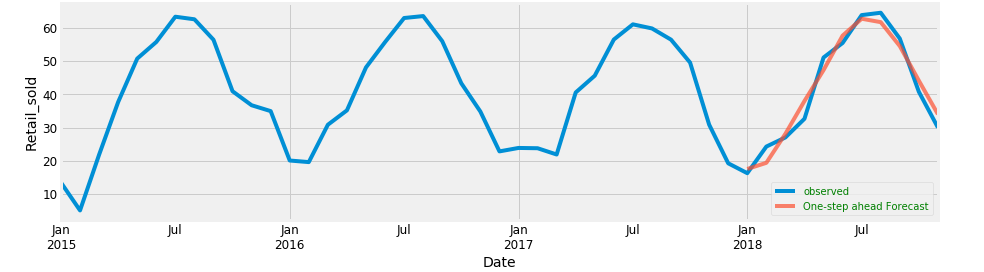 Retail_sold
60
50
40
30
20
10
Jan
2015
Jul
Jan
2016
Jul
Jan
2017
Jul
Jan
2018
Jul
Date
observed
One-step ahead Forecast